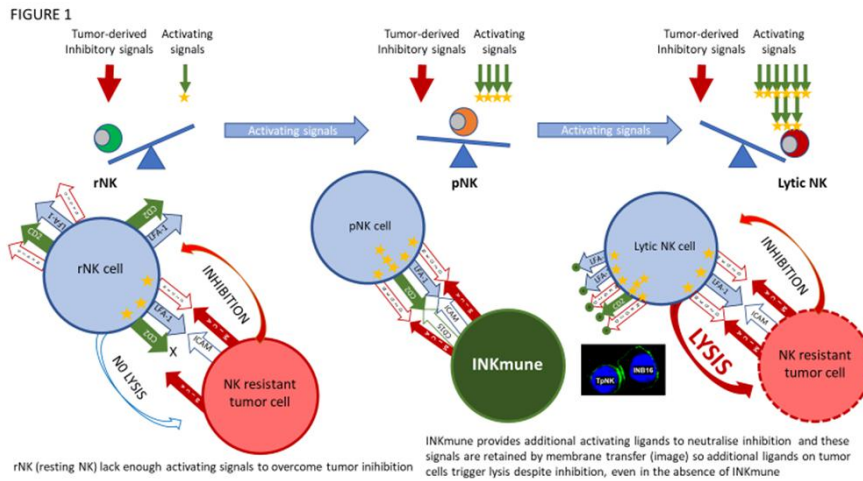 FIGURE 1
Tumor-derived
Inhibitory signals
Activating
signals
Tumor-derived
Inhibitory signals
Activating
signals
Tumor-derived
Inhibitory signals
Activating
signals
Activating signals
Activating signals
rNK
pNK
Lytic NK
LFA-1
CD2
CD2
LFA-1
rNK cell
LFA-1
CD2
X
ICAM
INHIBITION
NO LYSIS
NK resistant
tumor cell
pNK cell
LFA-1
CD2
ICAM
CD15
INKmune
Lytic NK cell
LFA-1
LFA-1
CD2
LFA-1
ICAM
INHIBITION
LYSIS
TpNK
INB16
NK resistant
tumor cell
rNK (resting NK) lack enough activating signals to overcome tumor inihibition
INKmune provides additional activating ligands to neutralise inhibition and these
signals are retained by membrane transfer (image) so additional ligands on tumor
cells trigger lysis despite inhibition, even in the absence of INKmune